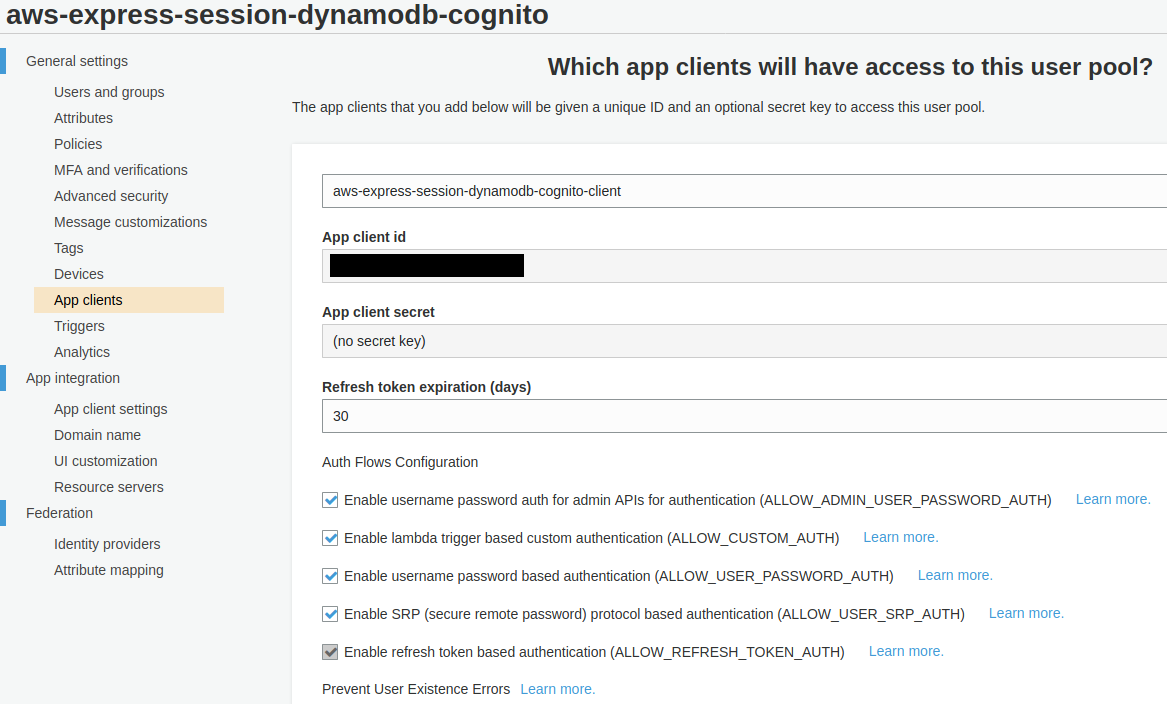 aws-express-session-dynamodb-cognito
General settings
Users and groups
Attributes
Policies
MFA and verifications
Advanced security
Message customizations
Tags
Devices
App clients
Triggers
Analytics
App integration
App client settings
Domain name
UI customization
Resource servers
Federation
Identity providers
Attribute mapping
Which app clients will have access to this user pool?
The app clients that you add below will be given a unique ID and an optional secret key to access this user pool.
aws-express-session-dynamodb-cognito-client
App client id
App client secret
(no secret key)
Refresh token expiration (days)
30
Auth Flows Configuration
Enable username password auth for admin APIs for authentication (ALLOW_ADMIN_USER_PASSWORD_AUTH) Learn more.
Enable lambda trigger based custom authentication (ALLOW_CUSTOM_AUTH) Learn more.
Enable username password based authentication (ALLOW_USER_PASSWORD_AUTH) Learn more.
Enable SRP (secure remote password) protocol based authentication (ALLOW_USER_SRP_AUTH) Learn more.
Enable refresh token based authentication (ALLOW_REFRESH_TOKEN_AUTH) Learn more.
Prevent User Existence Errors Learn more.